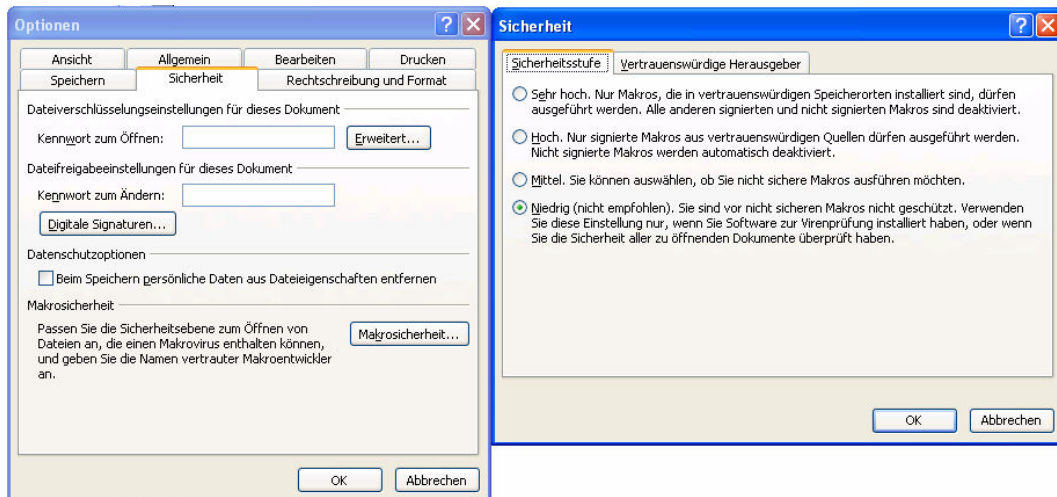 Optionen
Ansicht
Allgemein
Bearbeiten
Drucken
Speichern
Sicherheit
Rechtschreibung und Format
Dateiverschlüsselungseinstellungen für dieses Dokument
Kennwort zum Öffnen:
Erweitert...
Dateifreigabeeinstellungen für dieses Dokument
Kennwort zum Ändern:
Digitale Signaturen...
Datenschutzoptionen
Beim Speichern persönliche Daten aus Dateieigenschaften entfernen
Makrosicherheit
Passen Sie die Sicherheitsebene zum Öffnen von
Dateien an, die einen Makrovirus enthalten können,
und geben Sie die Namen vertrauter Makroentwickler
an.
Makrosicherheit...
OK
Abbrechen
Sicherheit
Sicherheitsstufe
Vertrauenswürdige Herausgeber
Sehr hoch. Nur Makros, die in vertrauenswürdigen Speicherorten installiert sind, dürfen
ausgeführt werden. Alle anderen signierten und nicht signierten Makros sind deaktiviert.
Hoch. Nur signierte Makros aus vertrauenswürdigen Quellen dürfen ausgeführt werden.
Nicht signierte Makros werden automatisch deaktiviert.
Mittel. Sie können auswählen, ob Sie nicht sichere Makros ausführen möchten.
Niedrig (nicht empfohlen). Sie sind vor nicht sicheren Makros nicht geschützt. Verwenden
Sie diese Einstellung nur, wenn Sie Software zur Virenprüfung installiert haben, oder wenn
Sie die Sicherheit aller zu öffnenden Dokumente überprüft haben.
OK
Abbrechen